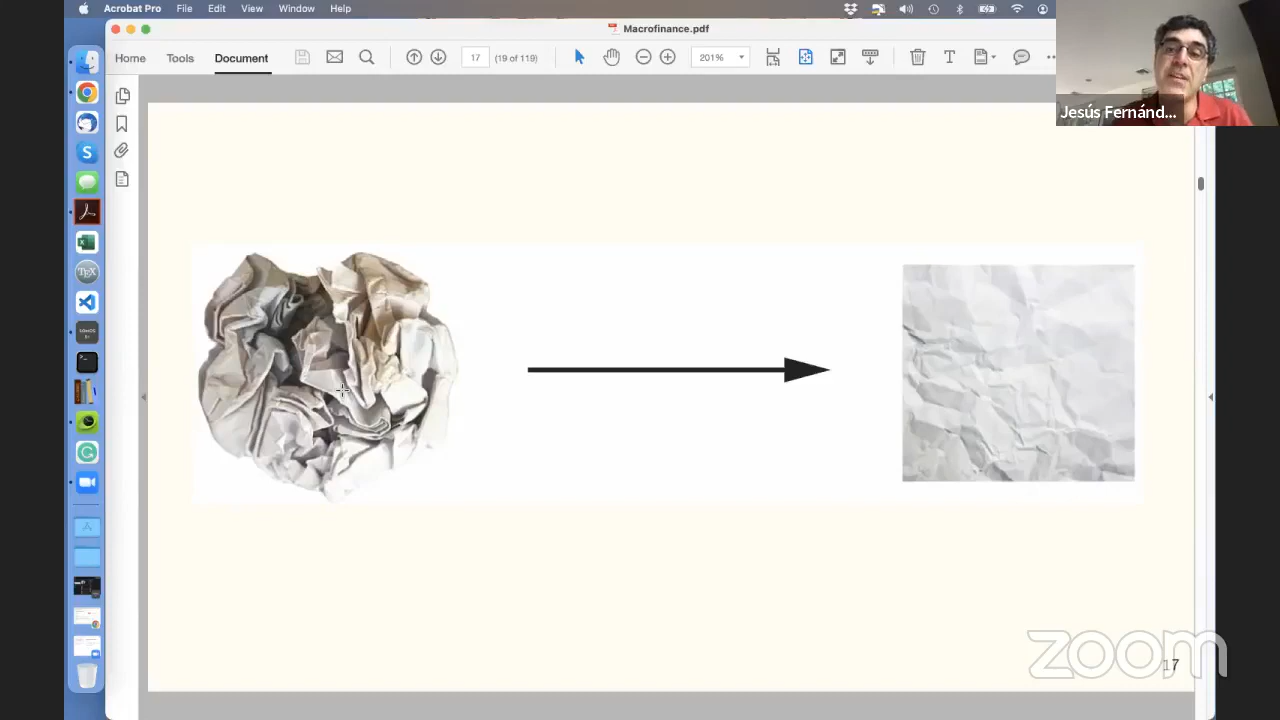 Acrobat Pro File Edit View Window Help
Macrofinance.pdf
Home Tools Document 17 (19 of 119) 201%
Jesús Fernánd...
S
TEX
zoom
17